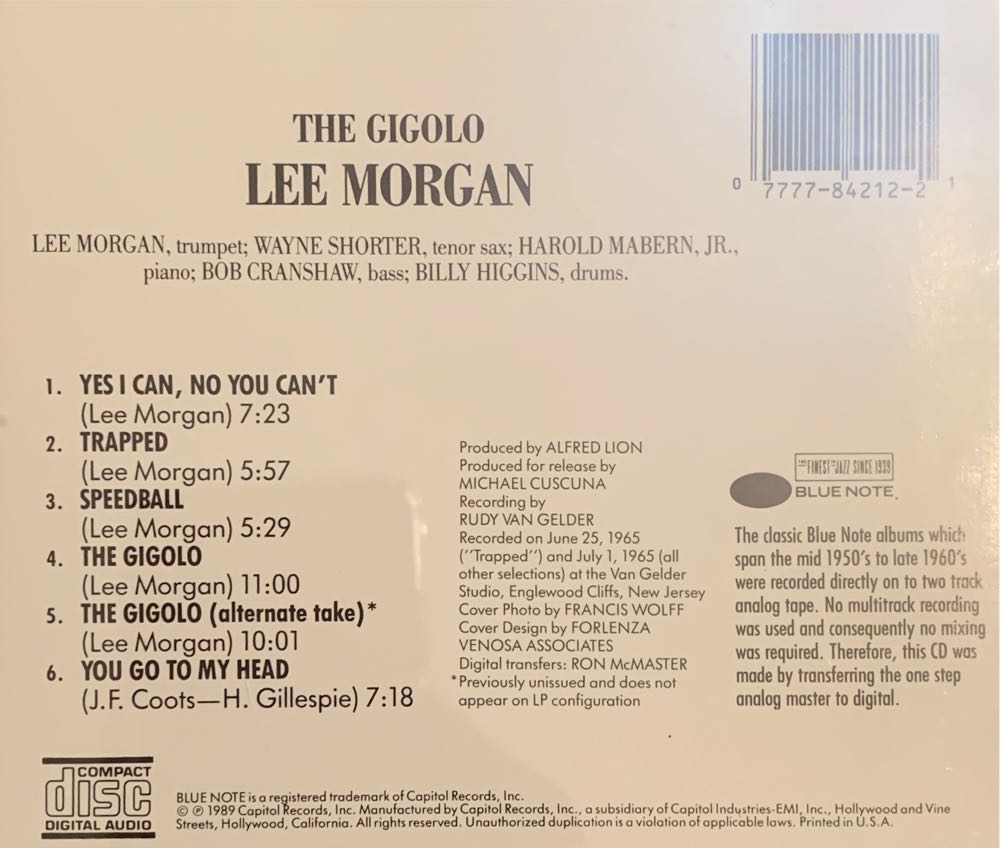 THE GIGOLO
LEE MORGAN
LEE MORGAN, trumpet; WAYNE SHORTER, tenor sax; HAROLD MABERN, JR.,
piano; BOB CRANSHAW, bass; BILLY HIGGINS, drums.
0 7777-84212-2 1
1. YES I CAN, NO YOU CAN'T
(Lee Morgan) 7:23
2. TRAPPED
(Lee Morgan) 5:57
3. SPEEDBALL
(Lee Morgan) 5:29
4. THE GIGOLO
(Lee Morgan) 11:00
5. THE GIGOLO (alternate take)*
(Lee Morgan) 10:01
6. YOU GO TO MY HEAD
(J.F. Coots—H. Gillespie) 7:18
Produced by ALFRED LION
Produced for release by
MICHAEL CUSCUNA
Recording by
RUDY VAN GELDER
Recorded on June 25, 1965
("Trapped") and July 1, 1965 (all
other selections) at the Van Gelder
Studio, Englewood Cliffs, New Jersey
Cover Photo by FRANCIS WOLFF
Cover Design by FORLENZA
VENOSA ASSOCIATES
Digital transfers: RON McMASTER
*Previously unissued and does not
appear on LP configuration
THE FINEST IN JAZZ SINCE 1939
BLUE NOTE
The classic Blue Note albums which
span the mid 1950's to late 1960's
were recorded directly on to two track
analog tape. No multitrack recording
was used and consequently no mixing
was required. Therefore, this CD was
made by transferring the one step
analog master to digital.
COMPACT
disc
DIGITAL AUDIO
BLUE NOTE is a registered trademark of Capitol Records, Inc.
© ℗ 1989 Capitol Records, Inc. Manufactured by Capitol Records, Inc., a subsidiary of Capitol Industries-EMI, Inc., Hollywood and Vine
Streets, Hollywood, California. All rights reserved. Unauthorized duplication is a violation of applicable laws. Printed in U.S.A.